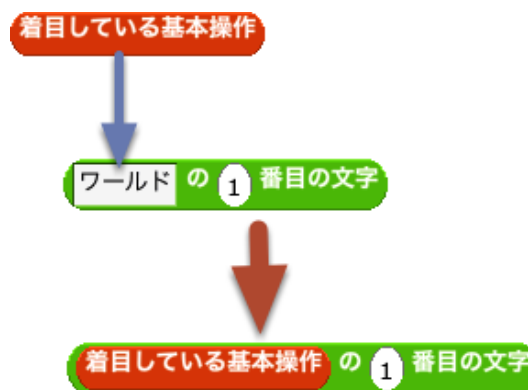 着目している基本操作
ワールド の 1 番目の文字
着目している基本操作 の 1 番目の文字